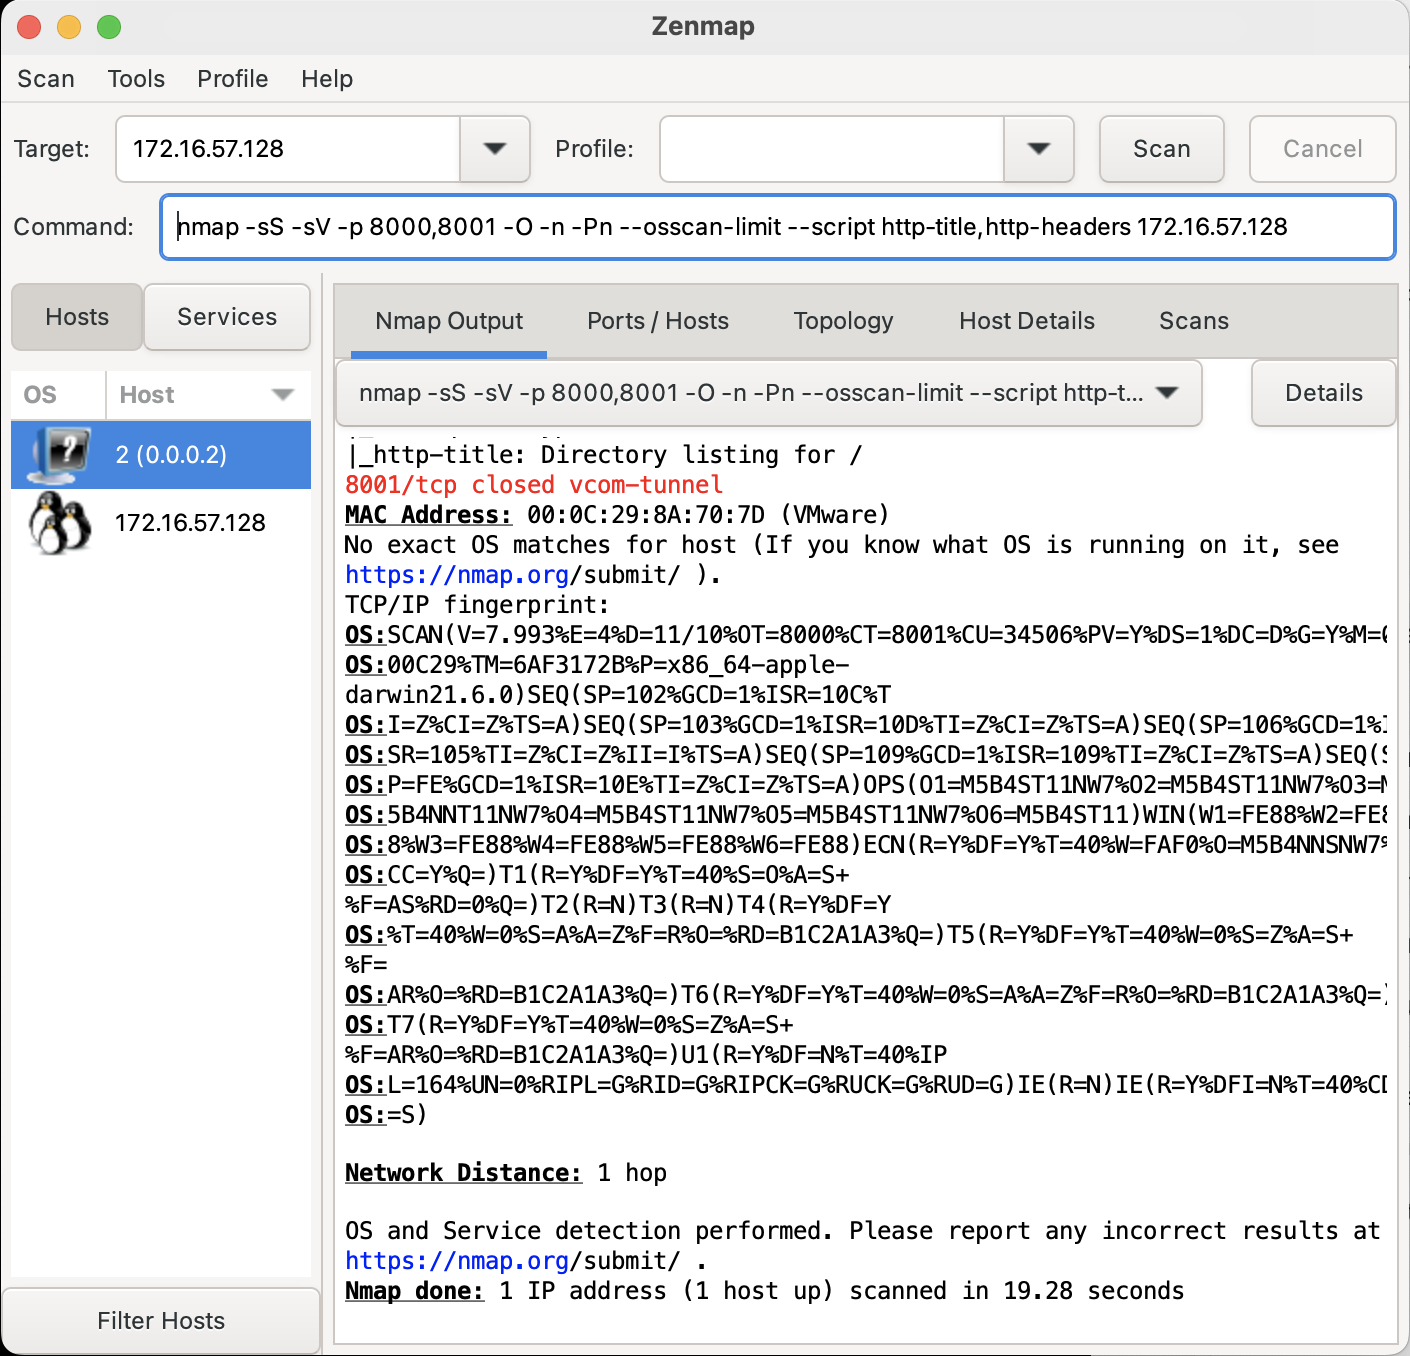 Zenmap
Scan Tools Profile Help
Target: 172.16.57.128 Profile: Scan Cancel
Command: nmap -sS -sV -p 8000,8001 -O -n -Pn --osscan-limit --script http-title,http-headers 172.16.57.128
Hosts Services
OS Host
2 (0.0.0.2)
172.16.57.128
Filter Hosts
Nmap Output Ports / Hosts Topology Host Details Scans
nmap -sS -sV -p 8000,8001 -O -n -Pn --osscan-limit --script http-t... Details
|_http-title: Directory listing for /
8001/tcp closed vcom-tunnel
MAC Address: 00:0C:29:8A:70:7D (VMware)
No exact OS matches for host (If you know what OS is running on it, see
https://nmap.org/submit/ ).
TCP/IP fingerprint:
OS:SCAN(V=7.993%E=4%D=11/10%OT=8000%CT=8001%CU=34506%PV=Y%DS=1%DC=D%G=Y%M=0
OS:00C29%TM=6AF3172B%P=x86_64-apple-
darwin21.6.0)SEQ(SP=102%GCD=1%ISR=10C%T
OS:I=Z%CI=Z%TS=A)SEQ(SP=103%GCD=1%ISR=10D%TI=Z%CI=Z%TS=A)SEQ(SP=106%GCD=1%I
OS:SR=105%TI=Z%CI=Z%II=I%TS=A)SEQ(SP=109%GCD=1%ISR=109%TI=Z%CI=Z%TS=A)SEQ(S
OS:P=FE%GCD=1%ISR=10E%TI=Z%CI=Z%TS=A)OPS(O1=M5B4ST11NW7%O2=M5B4ST11NW7%O3=M
OS:5B4NNT11NW7%O4=M5B4ST11NW7%O5=M5B4ST11NW7%O6=M5B4ST11)WIN(W1=FE88%W2=FE8
OS:8%W3=FE88%W4=FE88%W5=FE88%W6=FE88)ECN(R=Y%DF=Y%T=40%W=FAF0%O=M5B4NNSNW7%
OS:CC=Y%Q=)T1(R=Y%DF=Y%T=40%S=O%A=S+
%F=AS%RD=0%Q=)T2(R=N)T3(R=N)T4(R=Y%DF=Y
OS:%T=40%W=0%S=A%A=Z%F=R%O=%RD=B1C2A1A3%Q=)T5(R=Y%DF=Y%T=40%W=0%S=Z%A=S+
%F=
OS:AR%O=%RD=B1C2A1A3%Q=)T6(R=Y%DF=Y%T=40%W=0%S=A%A=Z%F=R%O=%RD=B1C2A1A3%Q=)
OS:T7(R=Y%DF=Y%T=40%W=0%S=Z%A=S+
%F=AR%O=%RD=B1C2A1A3%Q=)U1(R=Y%DF=N%T=40%IP
OS:L=164%UN=0%RIPL=G%RID=G%RIPCK=G%RUCK=G%RUD=G)IE(R=N)IE(R=Y%DFI=N%T=40%CD
OS:=S)
Network Distance: 1 hop
OS and Service detection performed. Please report any incorrect results at
https://nmap.org/submit/ .
Nmap done: 1 IP address (1 host up) scanned in 19.28 seconds